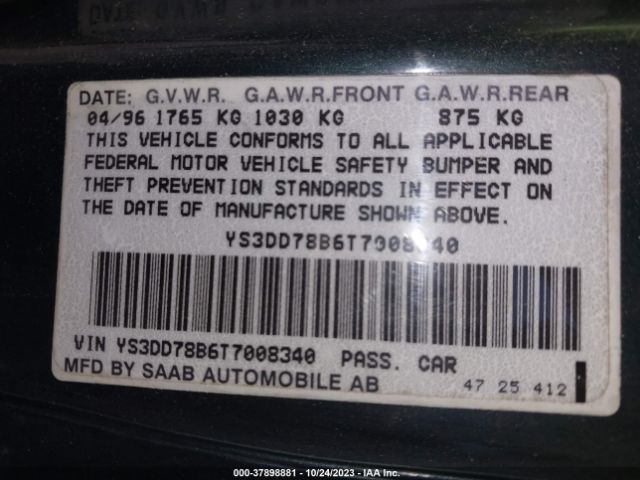 DATE: G.V.W.R. G.A.W.R.FRONT G.A.W.R.REAR
04/96 1765 KG 1030 KG 875 KG
THIS VEHICLE CONFORMS TO ALL APPLICABLE
FEDERAL MOTOR VEHICLE SAFETY BUMPER AND
THEFT PREVENTION STANDARDS IN EFFECT ON
THE DATE OF MANUFACTURE SHOWN ABOVE.
YS3DD78B6T7008340
VIN YS3DD78B6T7008340 PASS. CAR
MFD BY SAAB AUTOMOBILE AB
47 25 412
000-37898881 - 10/24/2023 - IAA Inc.